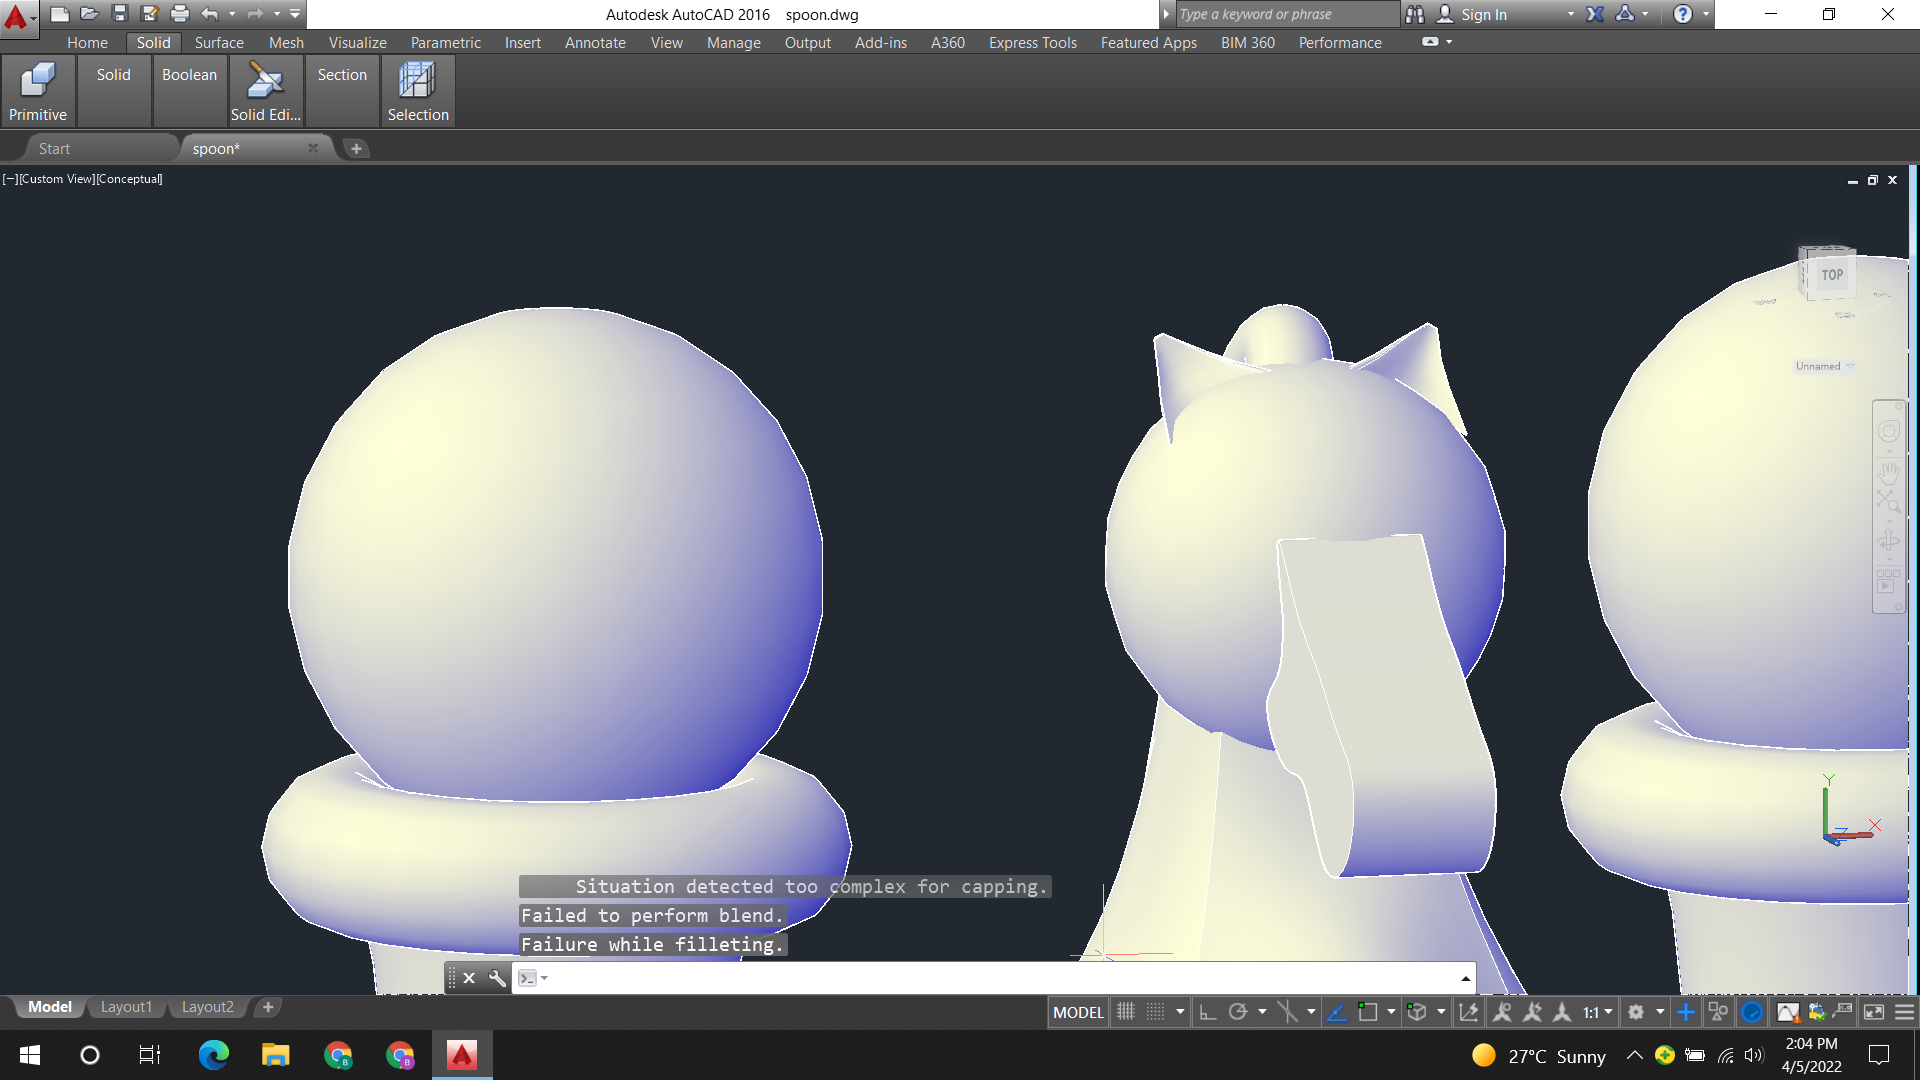 Autodesk AutoCAD 2016 spoon.dwg
Type a keyword or phrase
Sign In
Home Solid Surface Mesh Visualize Parametric Insert Annotate View Manage Output Add-ins A360 Express Tools Featured Apps BIM 360 Performance
Solid Boolean Section
Primitive Solid Edi... Selection
Start spoon*
[−][Custom View][Conceptual]
TOP
Unnamed
Y
X
Z
Situation detected too complex for capping.
Failed to perform blend.
Failure while filleting.
Model Layout1 Layout2
MODEL 1:1
27°C Sunny
2:04 PM
4/5/2022